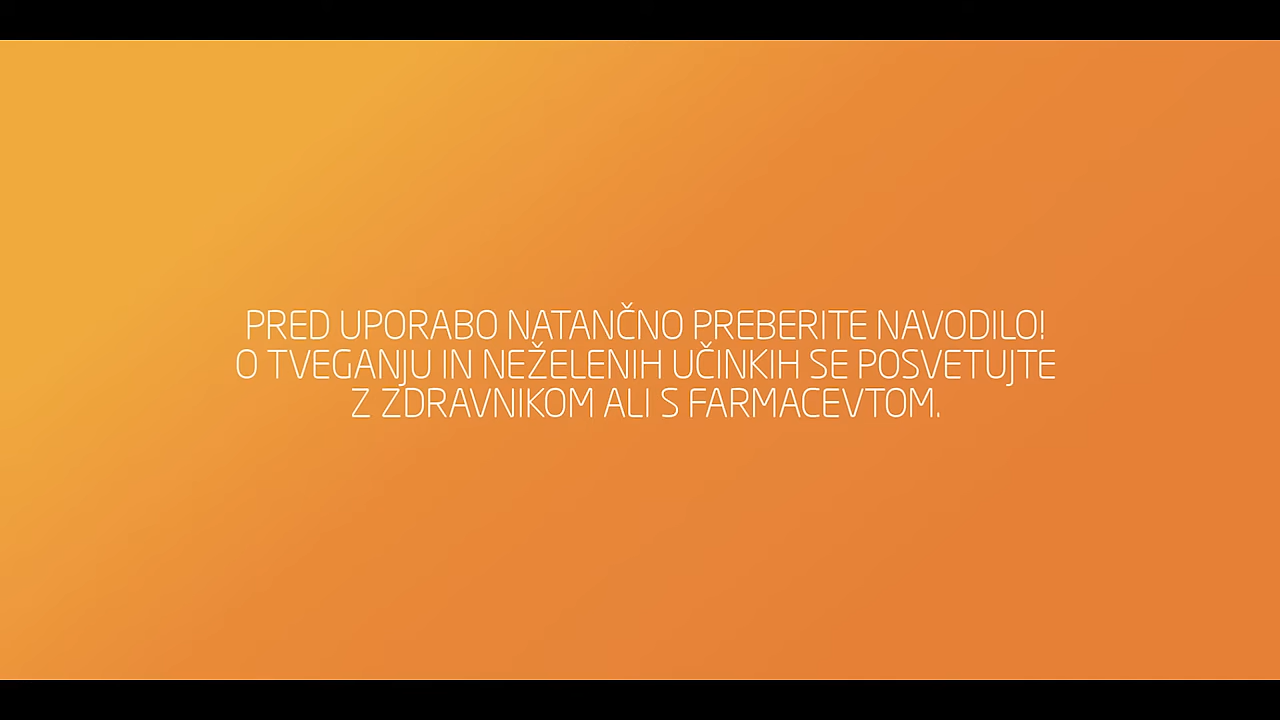 PRED UPORABO NATANČNO PREBERITE NAVODILO!
O TVEGANJU IN NEŽELENIH UČINKIH SE POSVETUJTE
Z ZDRAVNIKOM ALI S FARMACEVTOM.